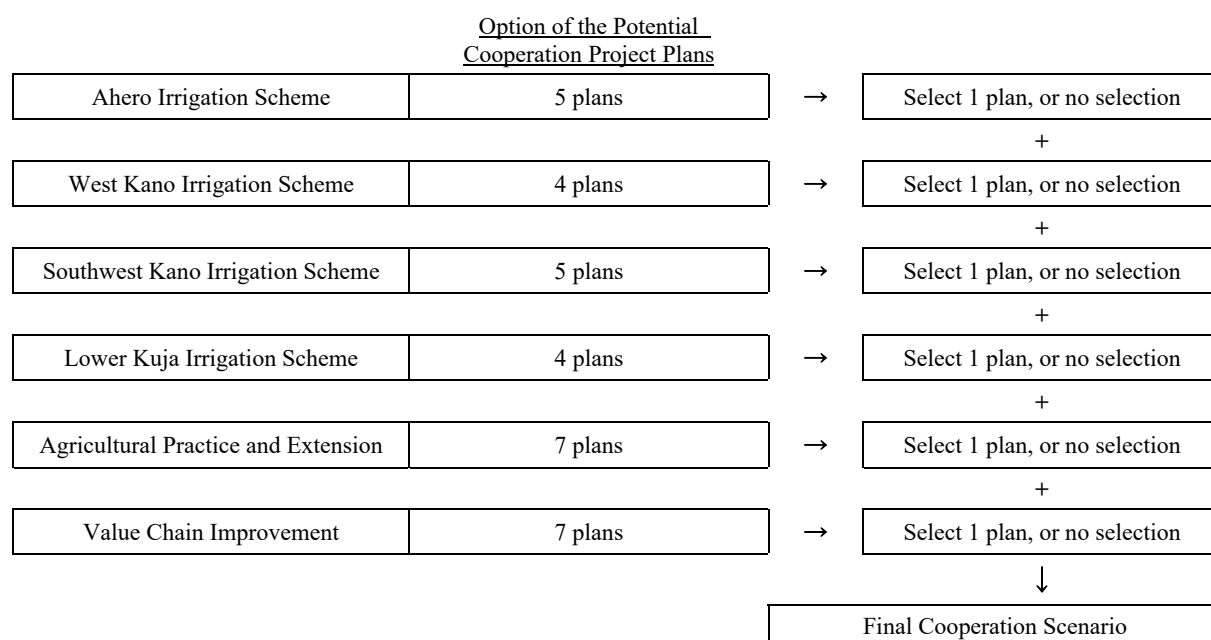 Option of the Potential
Cooperation Project Plans
Ahero Irrigation Scheme 5 plans → Select 1 plan, or no selection
+
West Kano Irrigation Scheme 4 plans → Select 1 plan, or no selection
+
Southwest Kano Irrigation Scheme 5 plans → Select 1 plan, or no selection
+
Lower Kuja Irrigation Scheme 4 plans → Select 1 plan, or no selection
+
Agricultural Practice and Extension 7 plans → Select 1 plan, or no selection
+
Value Chain Improvement 7 plans → Select 1 plan, or no selection
↓
Final Cooperation Scenario